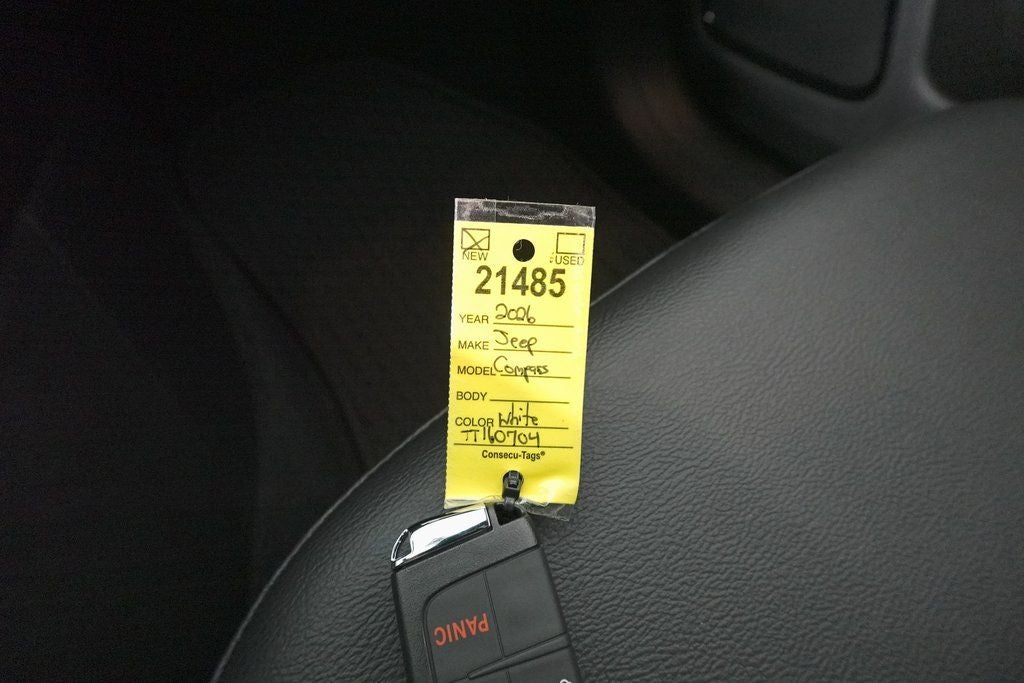 NEW USED
21485
YEAR 2026
MAKE Jeep
MODEL Compass
BODY
COLOR White
TT160704
Consecu-Tags®
PANIC